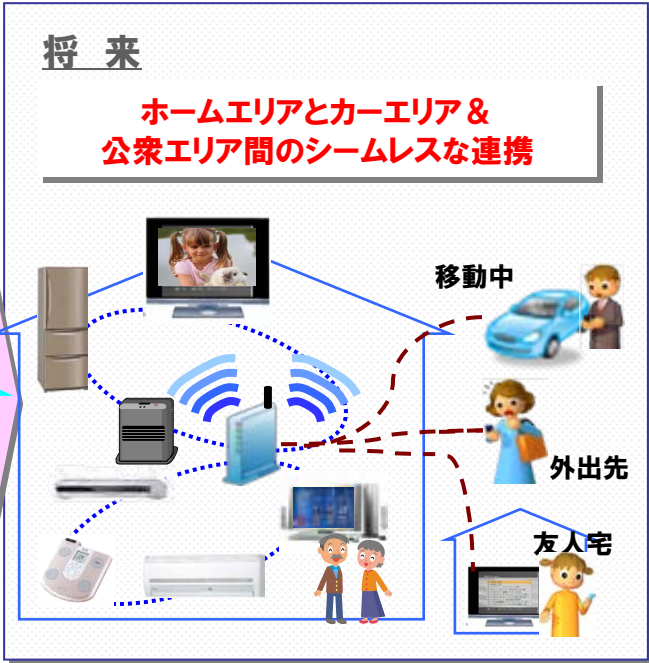 将 来
ホームエリアとカーエリア＆
公衆エリア間のシームレスな連携
移動中
外出先
友人宅